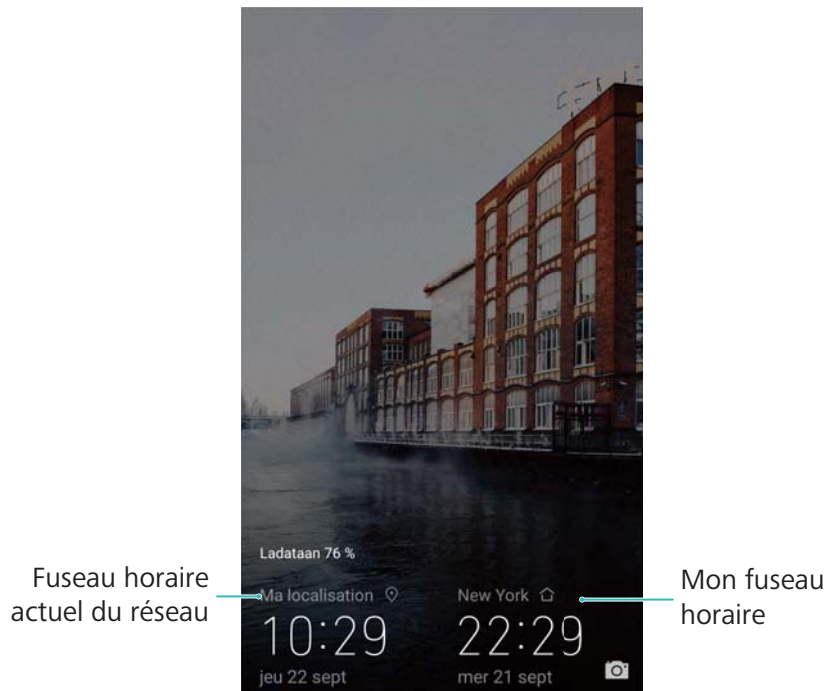 Ladataan 76 %
Fuseau horaire
actuel du réseau
Ma localisation
New York
Mon fuseau
horaire
10:29
22:29
jeu 22 sept
mer 21 sept